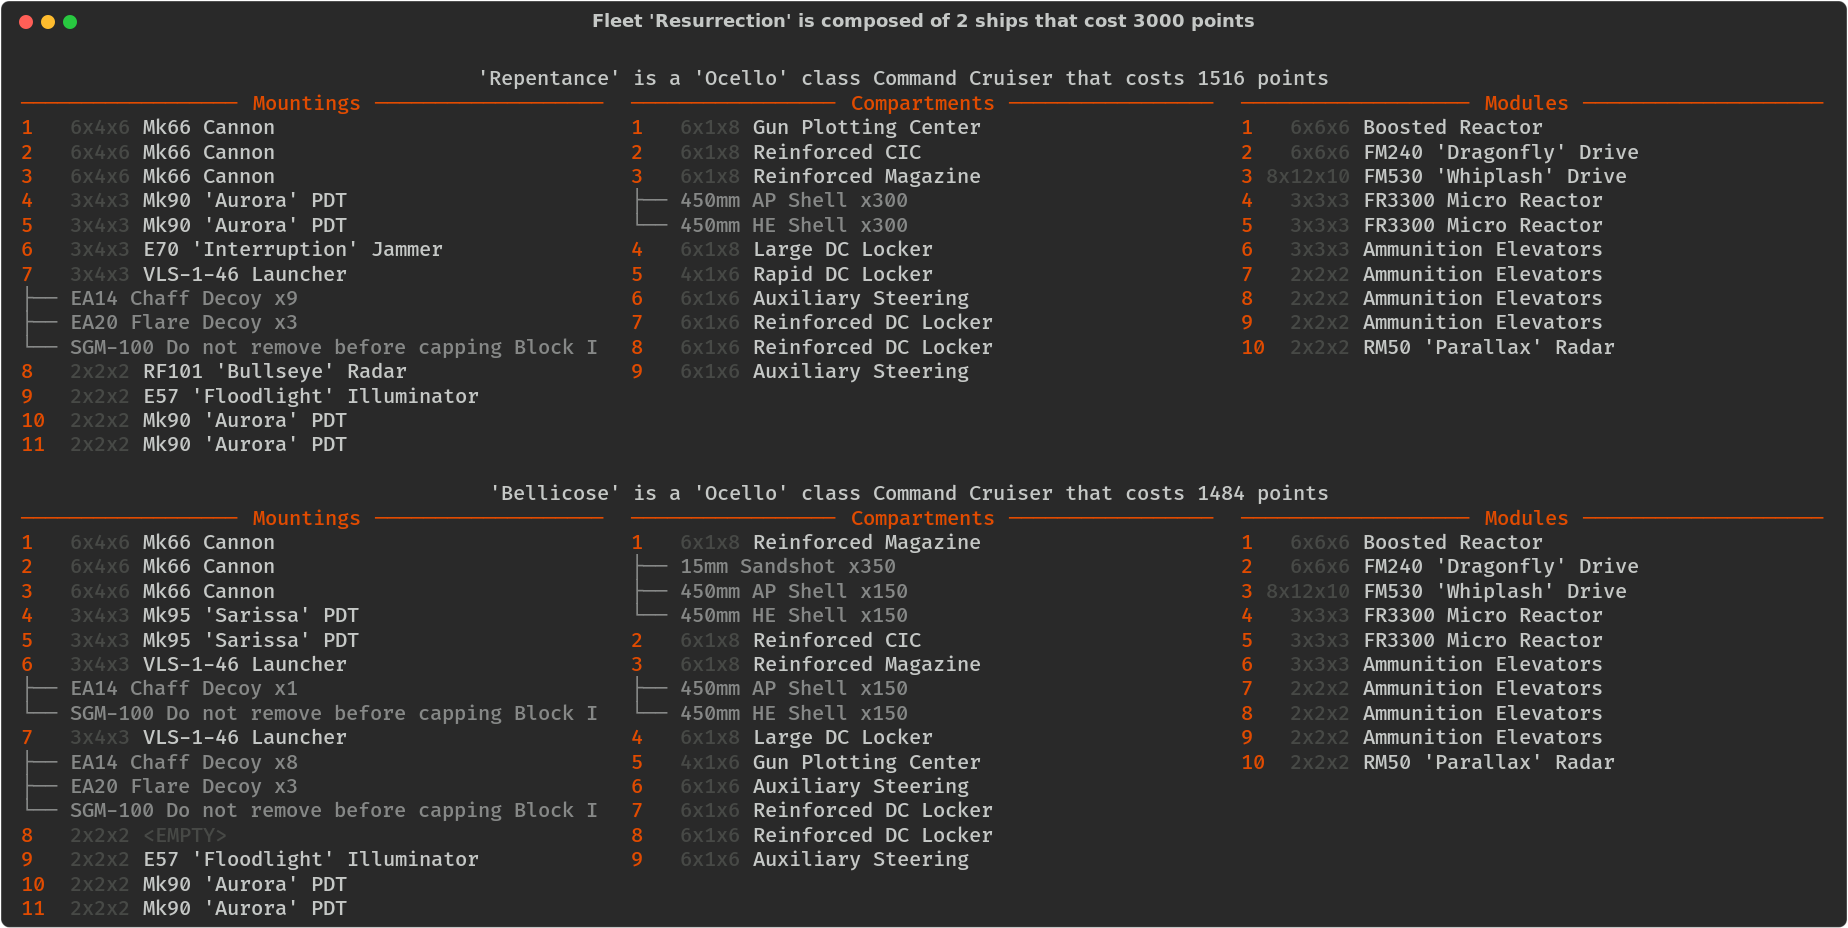 Fleet 'Resurrection' is composed of 2 ships that cost 3000 points
'Repentance' is a 'Ocello' class Command Cruiser that costs 1516 points
Mountings
1 6x4x6 Mk66 Cannon
2 6x4x6 Mk66 Cannon
3 6x4x6 Mk66 Cannon
4 3x4x3 Mk90 'Aurora' PDT
5 3x4x3 Mk90 'Aurora' PDT
6 3x4x3 E70 'Interruption' Jammer
7 3x4x3 VLS-1-46 Launcher
EA14 Chaff Decoy x9
EA20 Flare Decoy x3
SGM-100 Do not remove before capping Block I
8 2x2x2 RF101 'Bullseye' Radar
9 2x2x2 E57 'Floodlight' Illuminator
10 2x2x2 Mk90 'Aurora' PDT
11 2x2x2 Mk90 'Aurora' PDT
Compartments
1 6x1x8 Gun Plotting Center
2 6x1x8 Reinforced CIC
3 6x1x8 Reinforced Magazine
450mm AP Shell x300
450mm HE Shell x300
4 6x1x8 Large DC Locker
5 4x1x6 Rapid DC Locker
6 6x1x6 Auxiliary Steering
7 6x1x6 Reinforced DC Locker
8 6x1x6 Reinforced DC Locker
9 6x1x6 Auxiliary Steering
Modules
1 6x6x6 Boosted Reactor
2 6x6x6 FM240 'Dragonfly' Drive
3 8x12x10 FM530 'Whiplash' Drive
4 3x3x3 FR3300 Micro Reactor
5 3x3x3 FR3300 Micro Reactor
6 3x3x3 Ammunition Elevators
7 2x2x2 Ammunition Elevators
8 2x2x2 Ammunition Elevators
9 2x2x2 Ammunition Elevators
10 2x2x2 RM50 'Parallax' Radar
'Bellicose' is a 'Ocello' class Command Cruiser that costs 1484 points
Mountings
1 6x4x6 Mk66 Cannon
2 6x4x6 Mk66 Cannon
3 6x4x6 Mk66 Cannon
4 3x4x3 Mk95 'Sarissa' PDT
5 3x4x3 Mk95 'Sarissa' PDT
6 3x4x3 VLS-1-46 Launcher
EA14 Chaff Decoy x1
SGM-100 Do not remove before capping Block I
7 3x4x3 VLS-1-46 Launcher
EA14 Chaff Decoy x8
EA20 Flare Decoy x3
SGM-100 Do not remove before capping Block I
8 2x2x2 <EMPTY>
9 2x2x2 E57 'Floodlight' Illuminator
10 2x2x2 Mk90 'Aurora' PDT
11 2x2x2 Mk90 'Aurora' PDT
Compartments
1 6x1x8 Reinforced Magazine
15mm Sandshot x350
450mm AP Shell x150
450mm HE Shell x150
2 6x1x8 Reinforced CIC
3 6x1x8 Reinforced Magazine
450mm AP Shell x150
450mm HE Shell x150
4 6x1x8 Large DC Locker
5 4x1x6 Gun Plotting Center
6 6x1x6 Auxiliary Steering
7 6x1x6 Reinforced DC Locker
8 6x1x6 Reinforced DC Locker
9 6x1x6 Auxiliary Steering
Modules
1 6x6x6 Boosted Reactor
2 6x6x6 FM240 'Dragonfly' Drive
3 8x12x10 FM530 'Whiplash' Drive
4 3x3x3 FR3300 Micro Reactor
5 3x3x3 FR3300 Micro Reactor
6 3x3x3 Ammunition Elevators
7 2x2x2 Ammunition Elevators
8 2x2x2 Ammunition Elevators
9 2x2x2 Ammunition Elevators
10 2x2x2 RM50 'Parallax' Radar